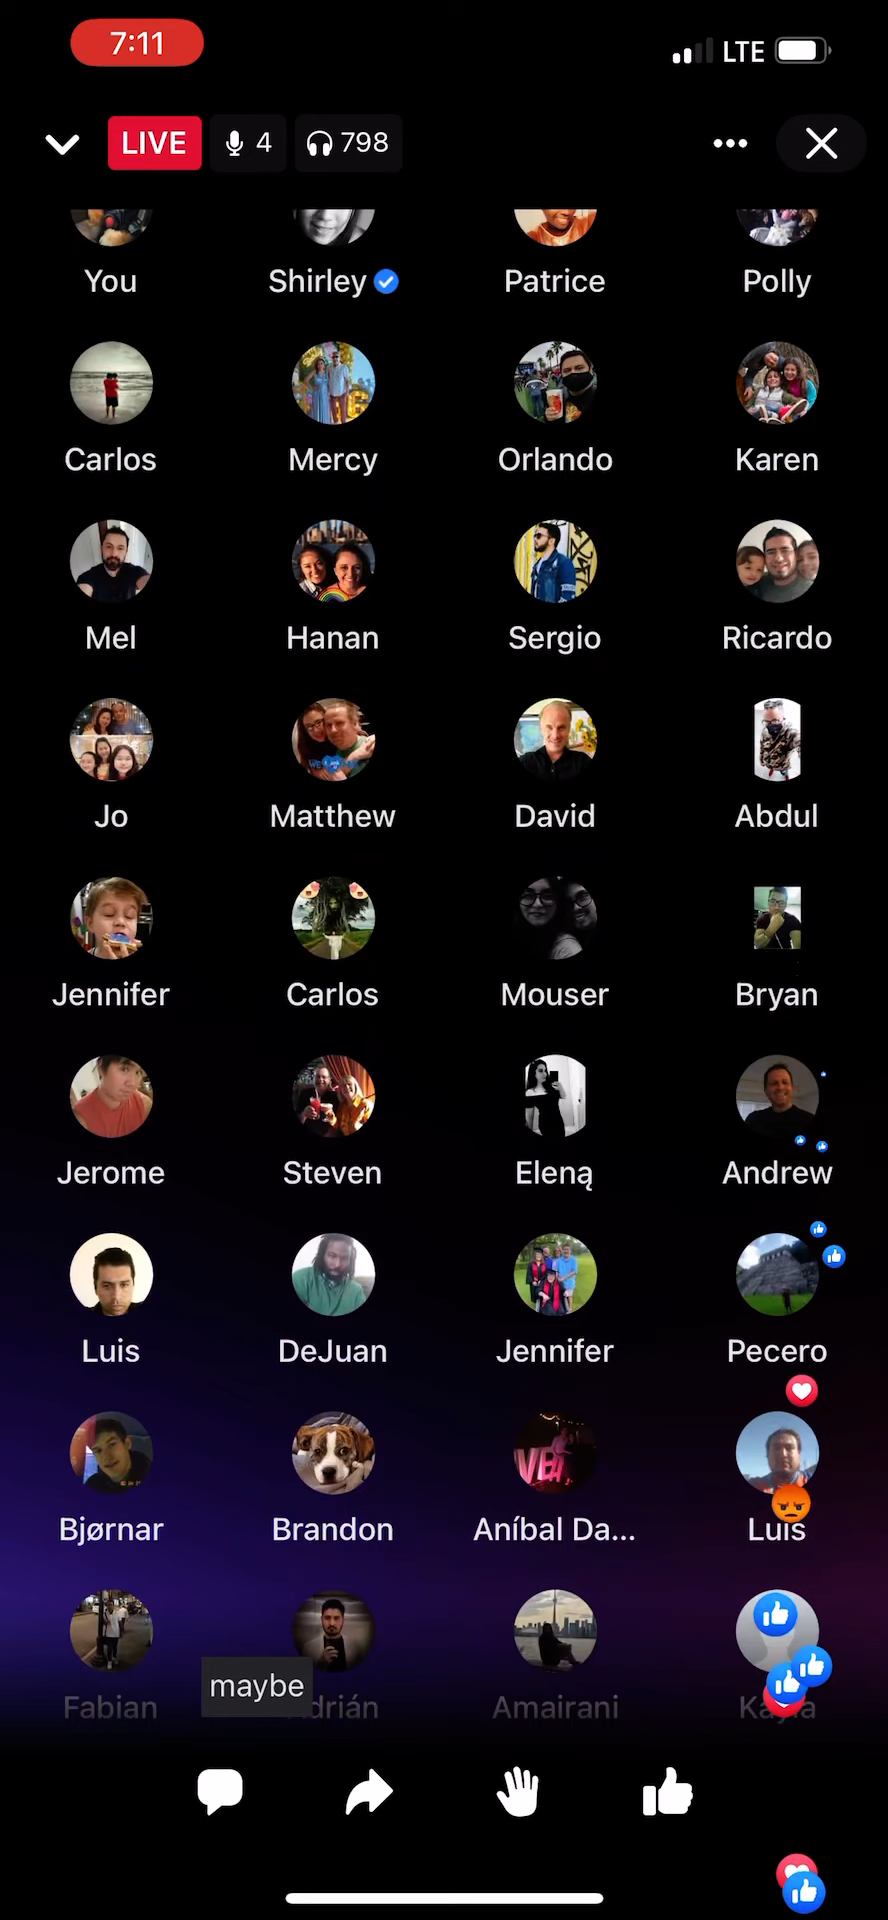 7:11 LTE
LIVE 4 798
You Shirley Patrice Polly
Carlos Mercy Orlando Karen
Mel Hanan Sergio Ricardo
Jo Matthew David Abdul
Jennifer Carlos Mouser Bryan
Jerome Steven Eleną Andrew
Luis DeJuan Jennifer Pecero
Bjørnar Brandon Aníbal Da... Luis
Fabian drián Amairani
maybe